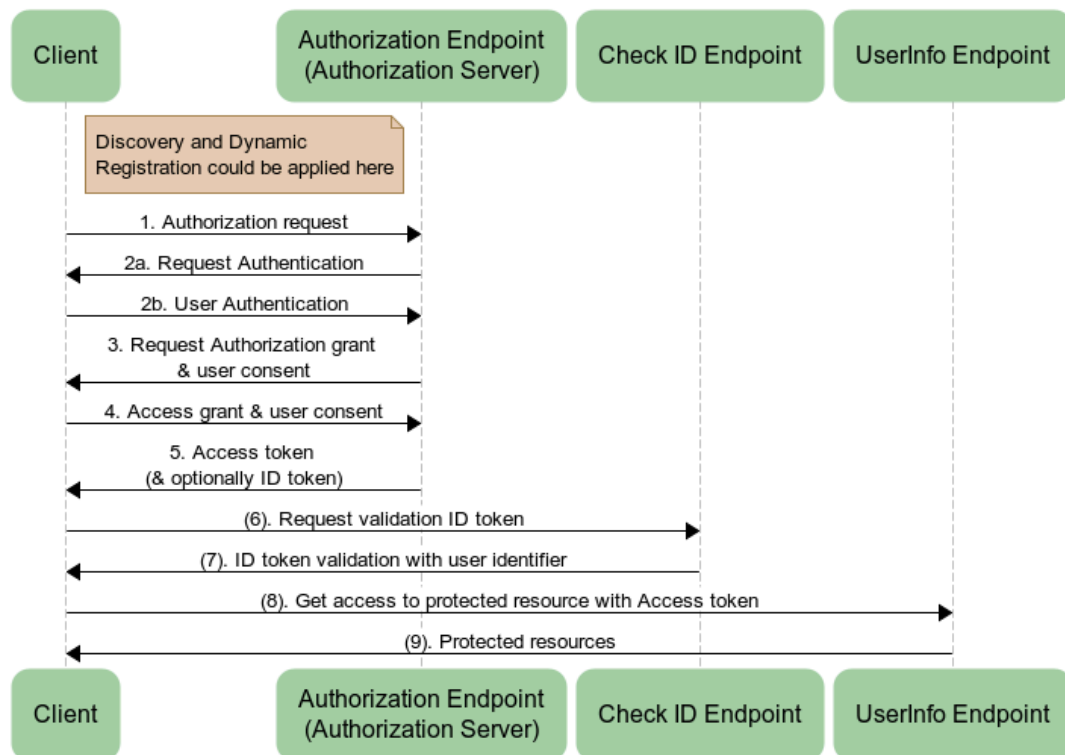 Client
Authorization Endpoint
(Authorization Server)
Check ID Endpoint
UserInfo Endpoint
Discovery and Dynamic
Registration could be applied here
1. Authorization request
2a. Request Authentication
2b. User Authentication
3. Request Authorization grant
& user consent
4. Access grant & user consent
5. Access token
(& optionally ID token)
(6). Request validation ID token
(7). ID token validation with user identifier
(8). Get access to protected resource with Access token
(9). Protected resources
Client
Authorization Endpoint
(Authorization Server)
Check ID Endpoint
UserInfo Endpoint